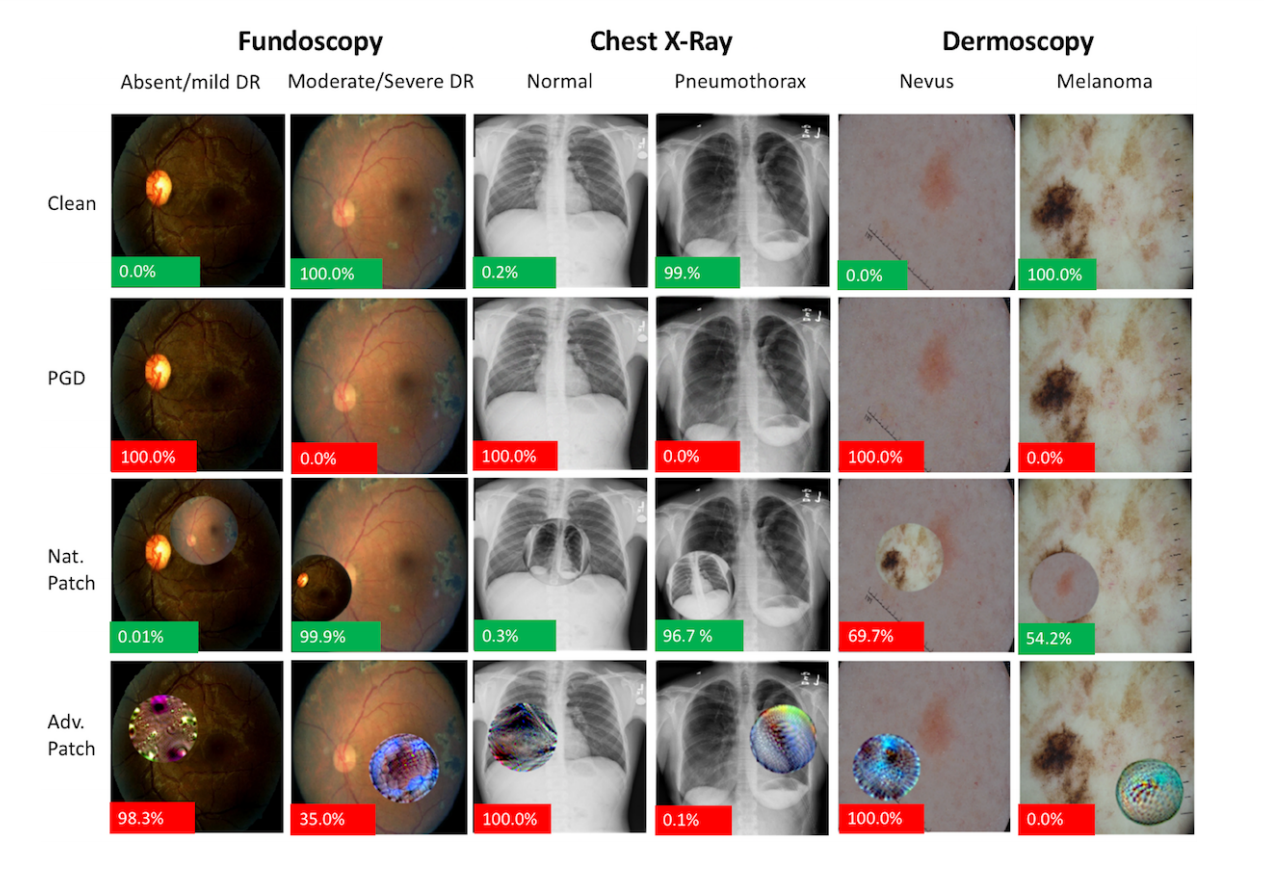 Fundoscopy Chest X-Ray Dermoscopy
Absent/mild DR Moderate/Severe DR Normal Pneumothorax Nevus Melanoma
Clean
0.0% 100.0% 0.2% 99.% 0.0% 100.0%
PGD
100.0% 0.0% 100.0% 0.0% 100.0% 0.0%
Nat.
Patch
0.01% 99.9% 0.3% 96.7 % 69.7% 54.2%
Adv.
Patch
98.3% 35.0% 100.0% 0.1% 100.0% 0.0%